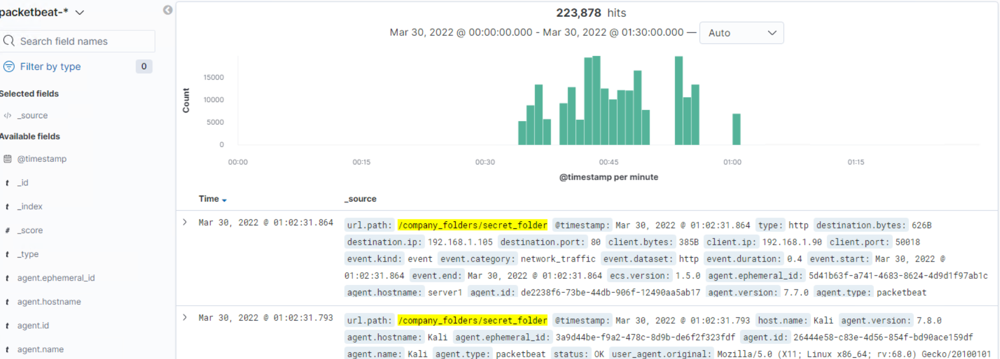 packetbeat-*
Search field names
Filter by type 0
Selected fields
_source
Available fields
@timestamp
t _id
t _index
# _score
t _type
t agent.ephemeral_id
t agent.hostname
t agent.id
t agent.name
223,878 hits
Mar 30, 2022 @ 00:00:00.000 - Mar 30, 2022 @ 01:30:00.000 — Auto
Count
15000
10000
5000
0
00:00 00:15 00:30 00:45 01:00 01:15
@timestamp per minute
Time _source
Mar 30, 2022 @ 01:02:31.864 url.path: /company_folders/secret_folder @timestamp: Mar 30, 2022 @ 01:02:31.864 type: http destination.bytes: 626B
destination.ip: 192.168.1.105 destination.port: 80 client.bytes: 385B client.ip: 192.168.1.90 client.port: 50018
event.kind: event event.category: network_traffic event.dataset: http event.duration: 0.4 event.start: Mar 30, 2022 @
01:02:31.864 event.end: Mar 30, 2022 @ 01:02:31.864 ecs.version: 1.5.0 agent.ephemeral_id: 5d41b63f-a741-4683-8624-4d9d1f97ab1c
agent.hostname: server1 agent.id: de2238f6-73be-44db-906f-12490aa5ab17 agent.version: 7.7.0 agent.type: packetbeat
Mar 30, 2022 @ 01:02:31.793 url.path: /company_folders/secret_folder @timestamp: Mar 30, 2022 @ 01:02:31.793 host.name: Kali agent.version: 7.8.0
agent.hostname: Kali agent.ephemeral_id: 3a9d44be-f9a2-478c-8d9b-de6f2f323fdf agent.id: 26444e58-c83e-4d56-854f-bd90ace159df
agent.name: Kali agent.type: packetbeat status: OK user_agent.original: Mozilla/5.0 (X11; Linux x86_64; rv:68.0) Gecko/20100101